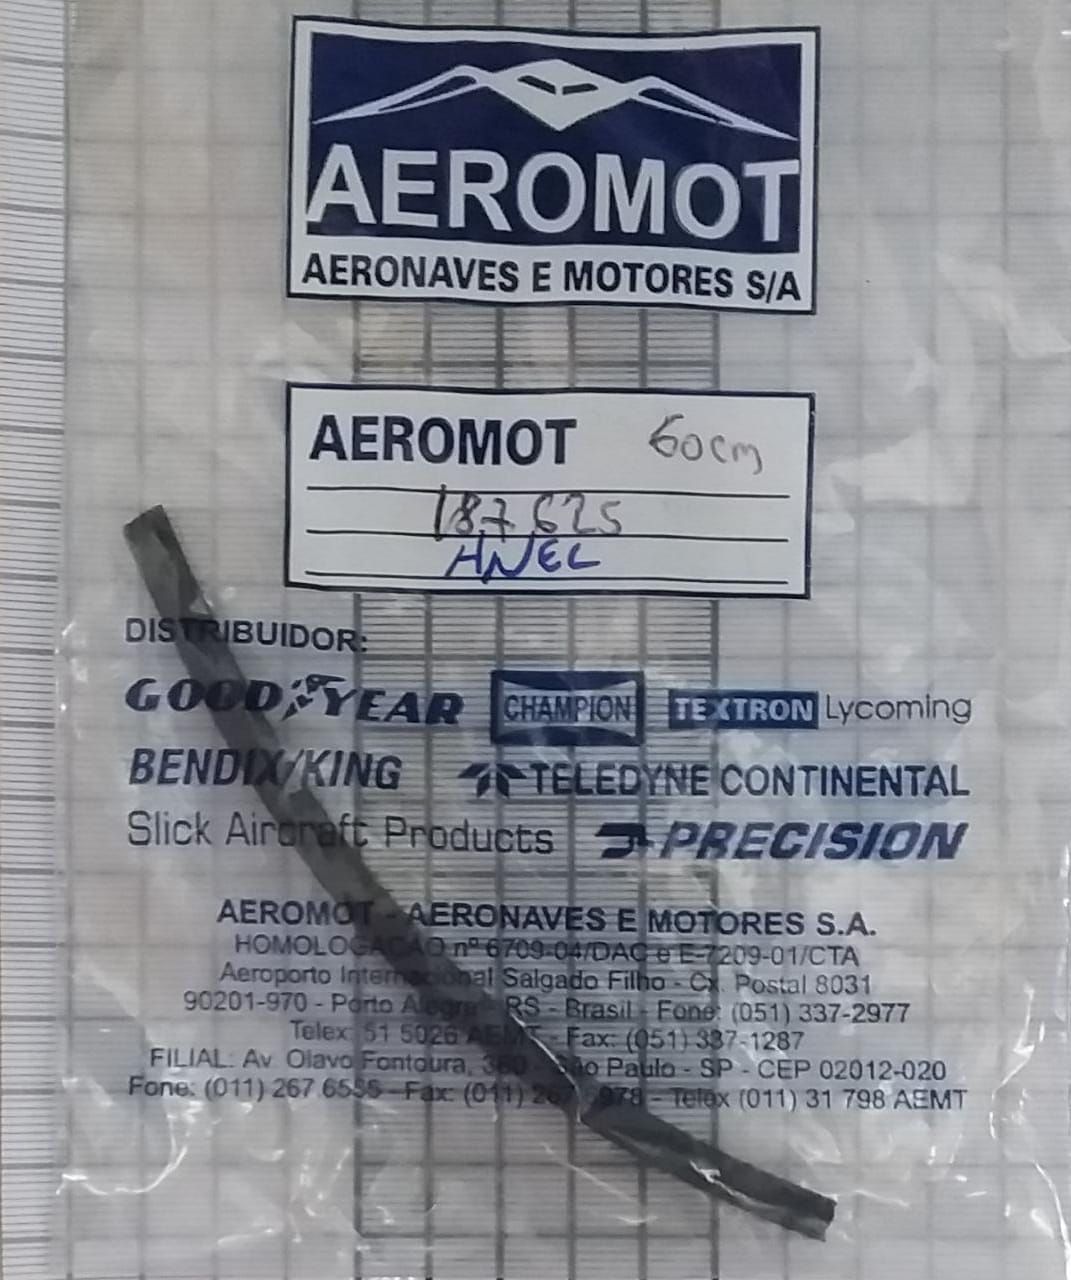 AEROMOT
AERONAVES E MOTORES S/A
AEROMOT 60cm
187.625
ANEL
DISTRIBUIDOR:
GOODYEAR CHAMPION TEXTRON Lycoming
BENDIX/KING TELEDYNE CONTINENTAL
Slick Aircraft Products PRECISION
AEROMOT - AERONAVES E MOTORES S.A.
HOMOLOGAÇÃO nº 6709-04/DAC e E-7209-01/CTA
Aeroporto Internacional Salgado Filho - Cx. Postal 8031
90201-970 - Porto Alegre - RS - Brasil - Fone: (051) 337-2977
Telex: 51 5026 AEMT - Fax: (051) 337-1287
FILIAL: Av. Olavo Fontoura, - São Paulo - SP - CEP 02012-020
Fone: (011) 267 - Fax: (011) - Telex (011) 31 798 AEMT